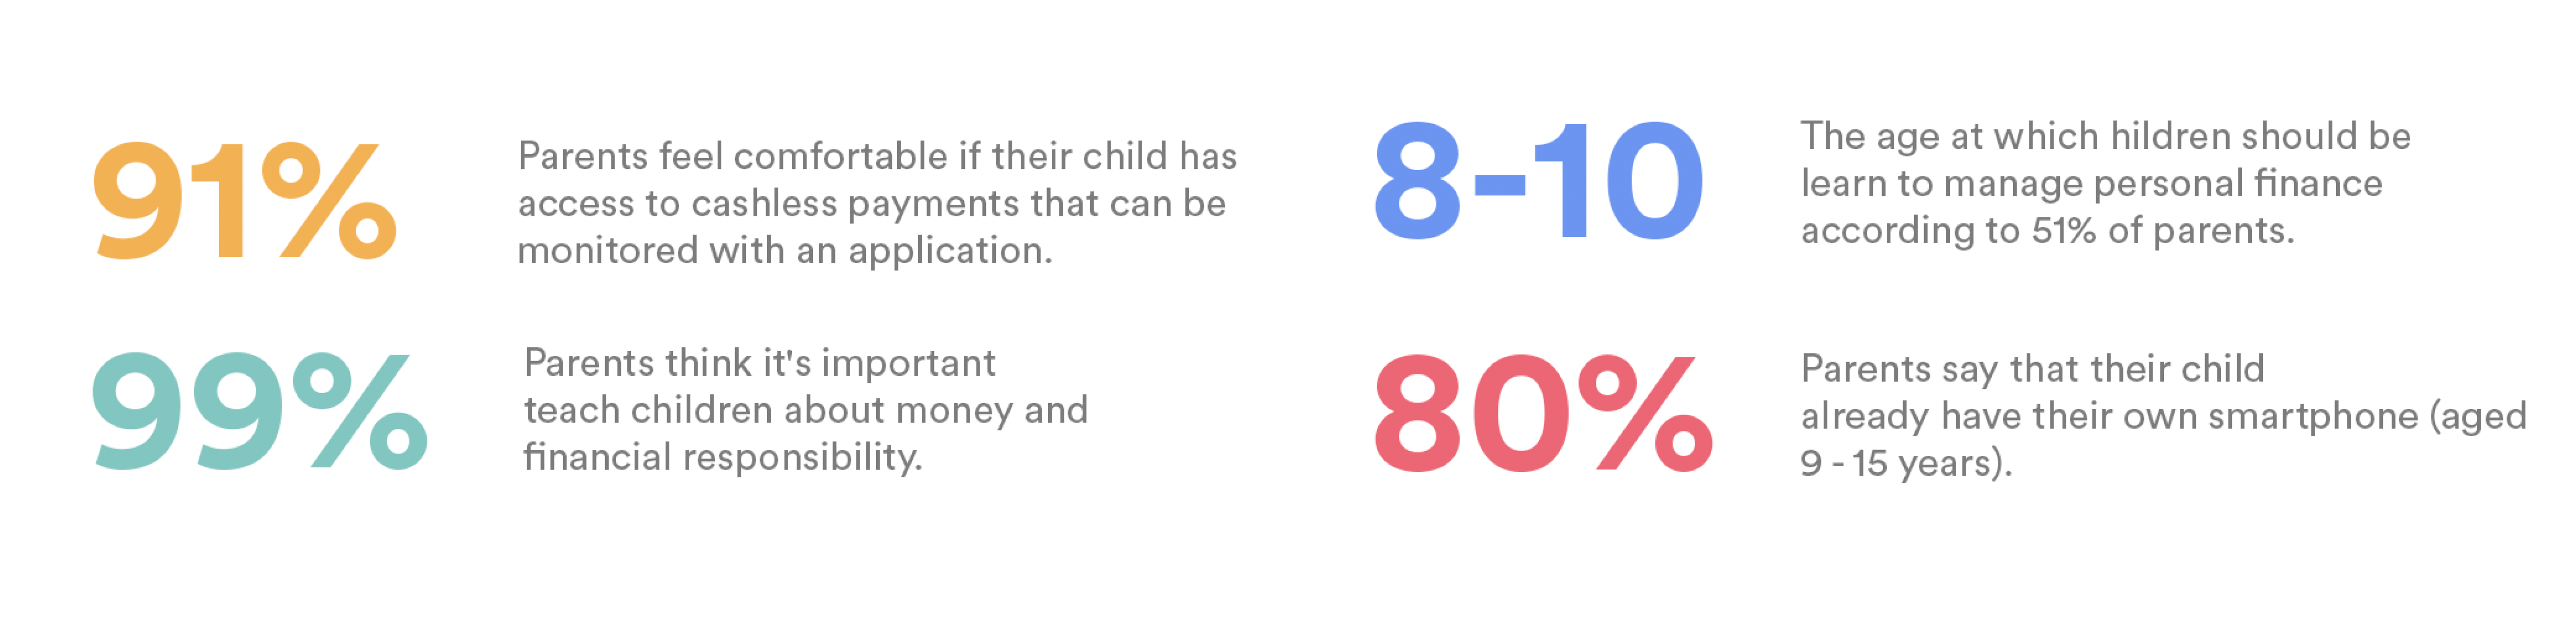 91%
Parents feel comfortable if their child has
access to cashless payments that can be
monitored with an application.
8-10
The age at which hildren should be
learn to manage personal finance
according to 51% of parents.
99%
Parents think it's important
teach children about money and
financial responsibility.
80%
Parents say that their child
already have their own smartphone (aged
9 - 15 years).